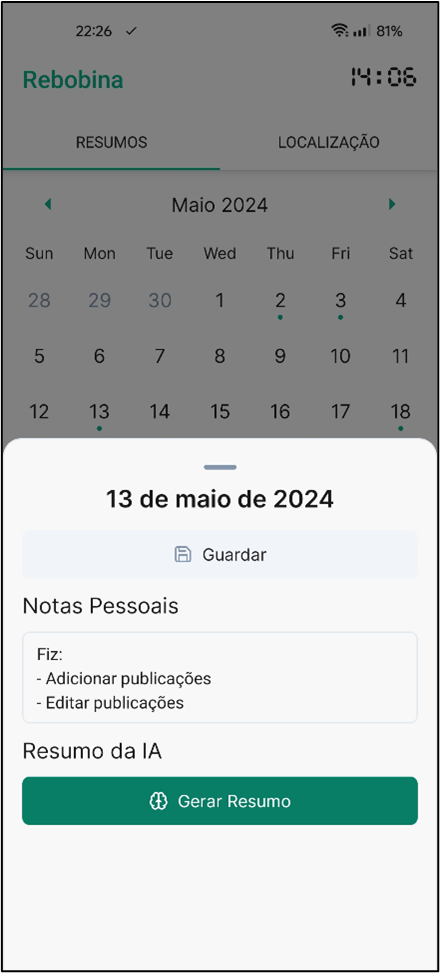 22:26 81%
Rebobina 14:06
RESUMOS LOCALIZAÇÃO
Maio 2024
Sun Mon Tue Wed Thu Fri Sat
28 29 30 1 2 3 4
5 6 7 8 9 10 11
12 13 14 15 16 17 18
13 de maio de 2024
Guardar
Notas Pessoais
Fiz:
- Adicionar publicações
- Editar publicações
Resumo da IA
Gerar Resumo